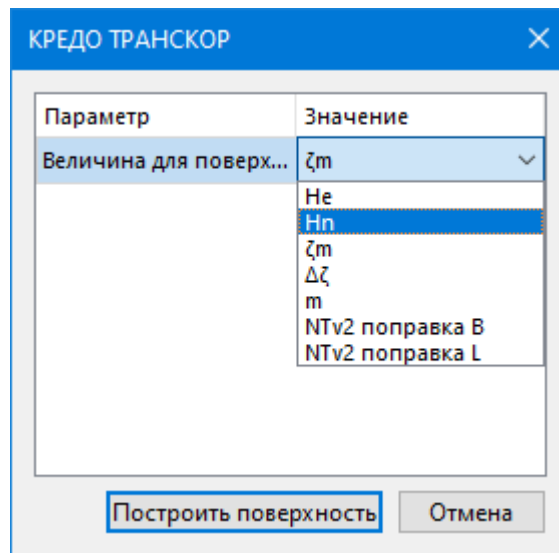 КРЕДО ТРАНСКОР
Параметр Значение
Величина для поверх... ζm
He
Hn
ζm
Δζ
m
NTv2 поправка B
NTv2 поправка L
Построить поверхность Отмена